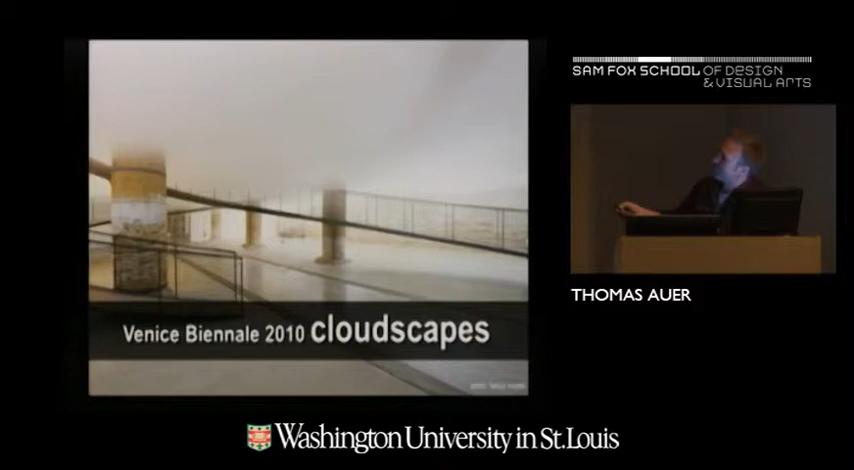 SAM FOX SCHOOL OF DESIGN
& VISUAL ARTS
Venice Biennale 2010 cloudscapes
THOMAS AUER
Washington University in St. Louis